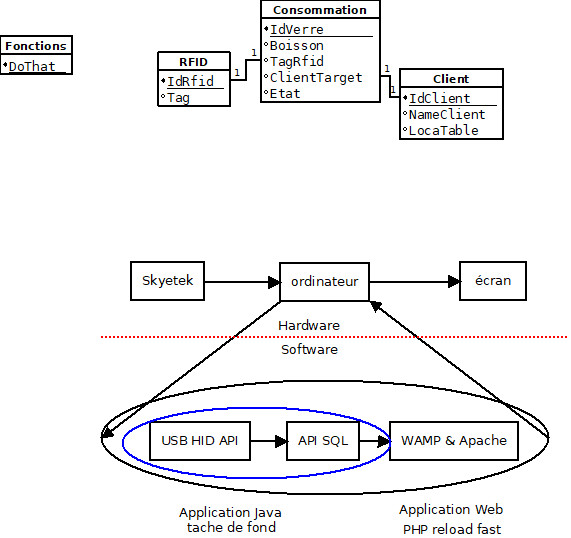 Consommation
IdVerre
Boisson
TagRfid
ClientTarget
Etat
Fonctions
DoThat
RFID
IdRfid
Tag
1
1
1
1
Client
IdClient
NameClient
LocaTable
Skyetek
ordinateur
écran
Hardware
Software
USB HID API
API SQL
WAMP & Apache
Application Java
tache de fond
Application Web
PHP reload fast